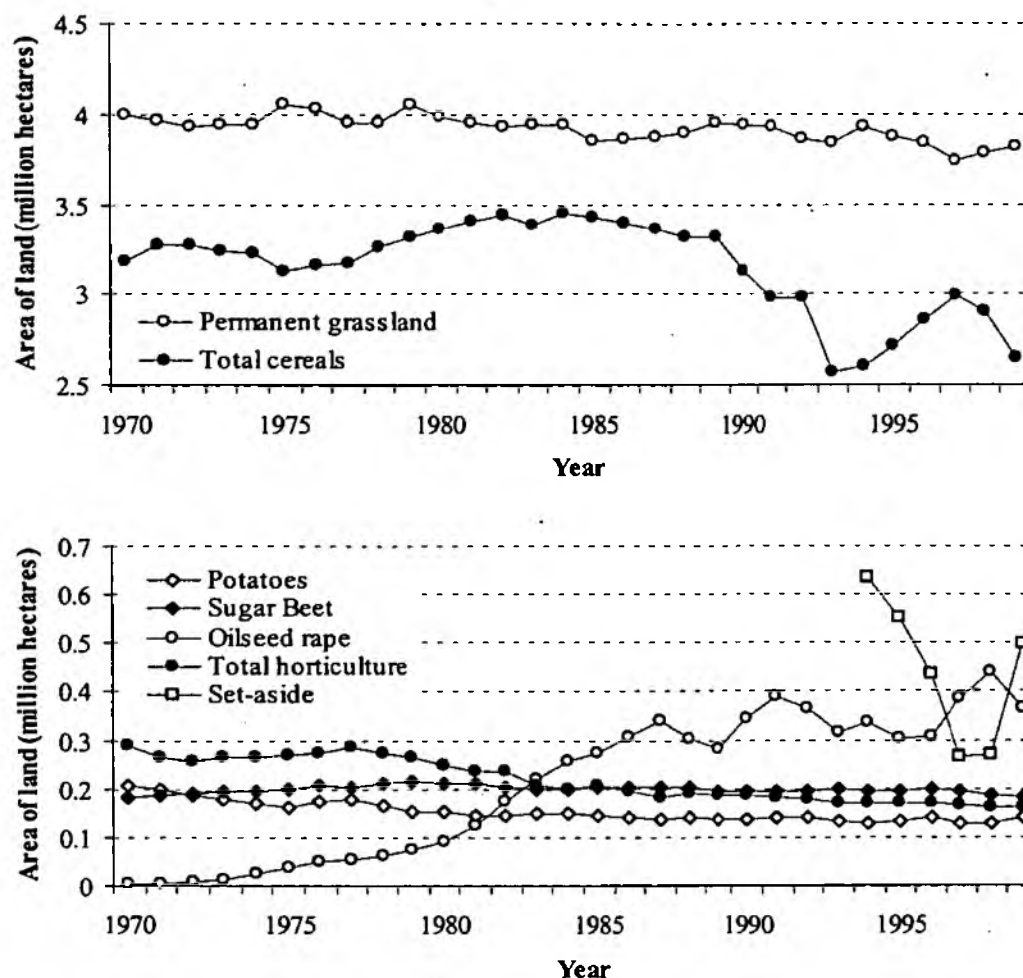 Area of land (million hectares)
4.5
4
3.5
3
2.5
Permanent grassland
Total cereals
1970 1975 1980 1985 1990 1995
Year
Area of land (million hectares)
0.7
0.6
0.5
0.4
0.3
0.2
0.1
0
Potatoes
Sugar Beet
Oilseed rape
Total horticulture
Set-aside
1970 1975 1980 1985 1990 1995
Year